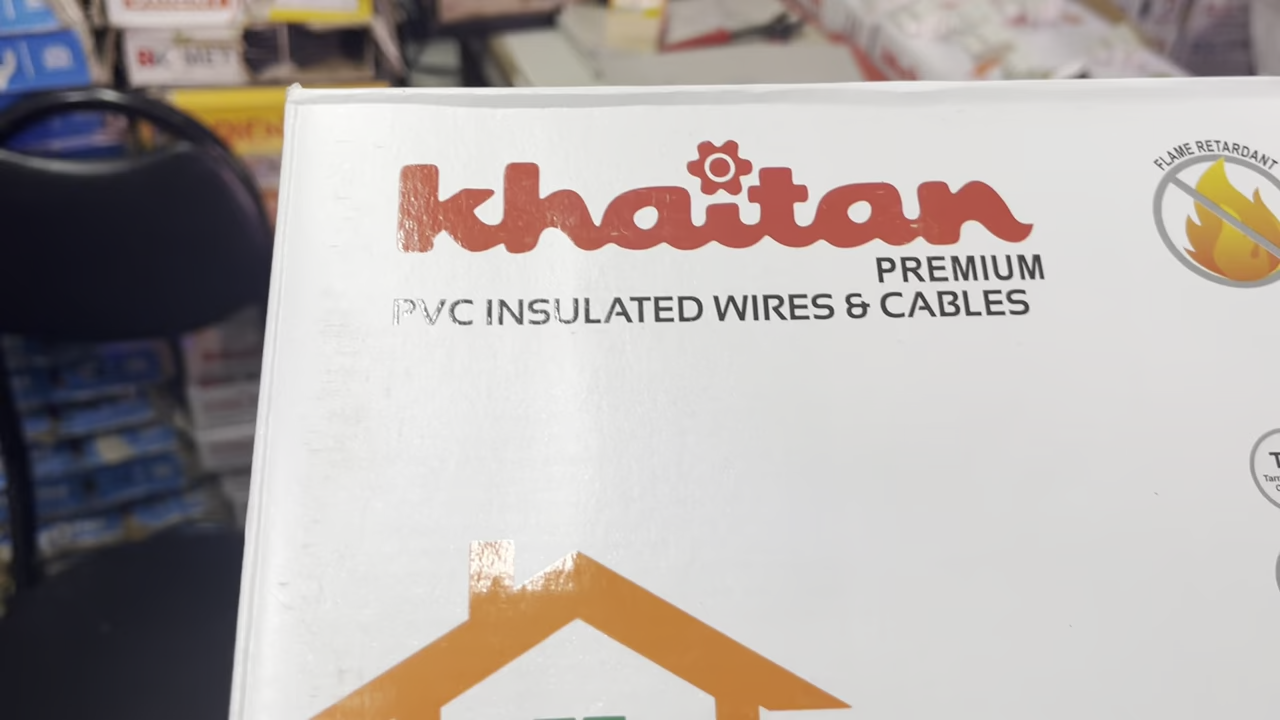 khaitan
PREMIUM
PVC INSULATED WIRES & CABLES
FLAME RETARDANT